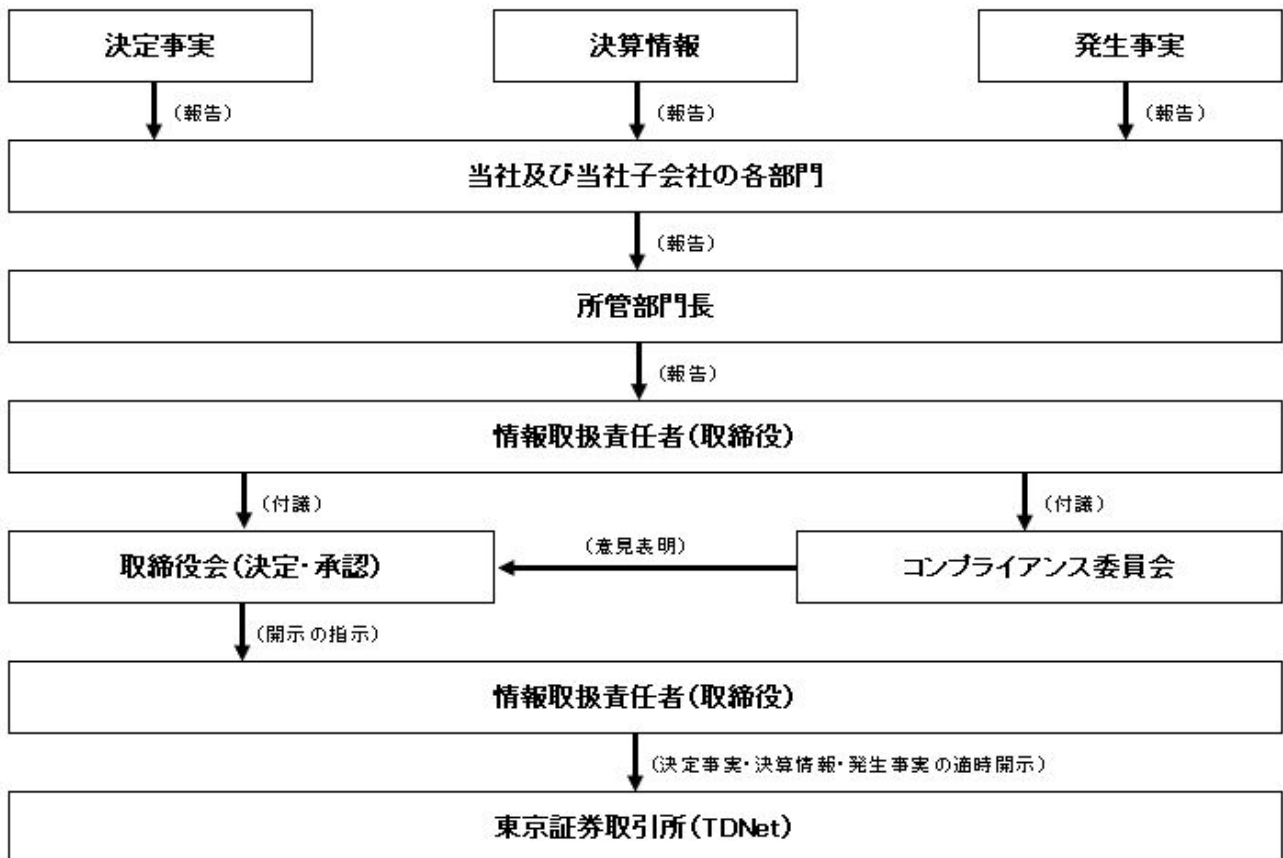 決定事実
決算情報
発生事実
(報告)
(報告)
(報告)
当社及び当社子会社の各部門
(報告)
所管部門長
(報告)
情報取扱責任者(取締役)
(付議)
(付議)
取締役会(決定・承認)
(意見表明)
コンプライアンス委員会
(開示の指示)
情報取扱責任者(取締役)
(決定事実・決算情報・発生事実の適時開示)
東京証券取引所(TDNet)